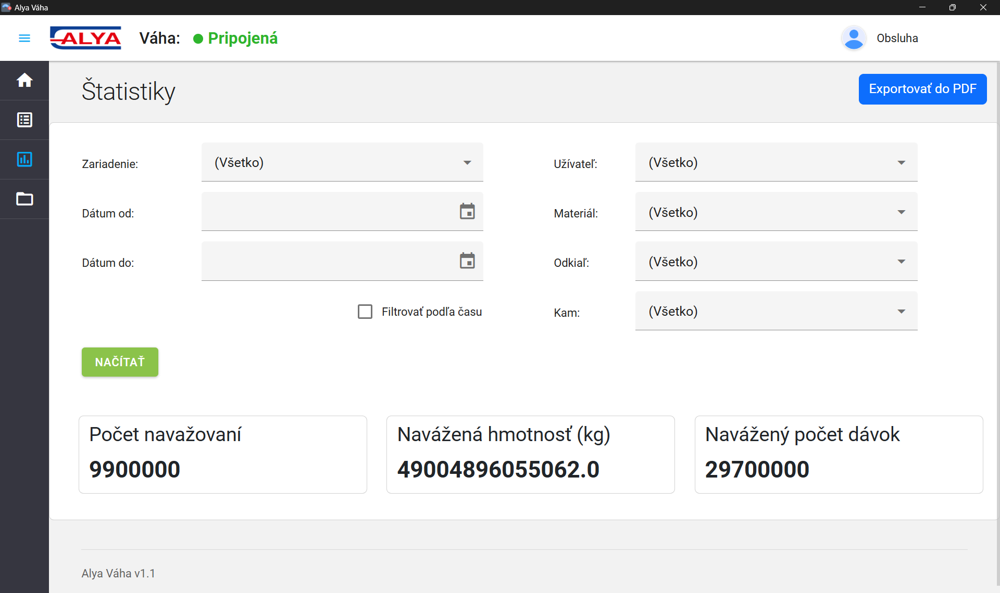 Alya Váha
ALYA
Váha: Pripojená
Obsluha
Štatistiky
Exportovať do PDF
Zariadenie: (Všetko)
Užívateľ: (Všetko)
Dátum od:
Materiál: (Všetko)
Dátum do:
Odkiaľ: (Všetko)
Filtrovať podľa času
Kam: (Všetko)
NAČÍTAŤ
Počet navažovaní
9900000
Navážená hmotnosť (kg)
49004896055062.0
Navážený počet dávok
29700000
Alya Váha v1.1